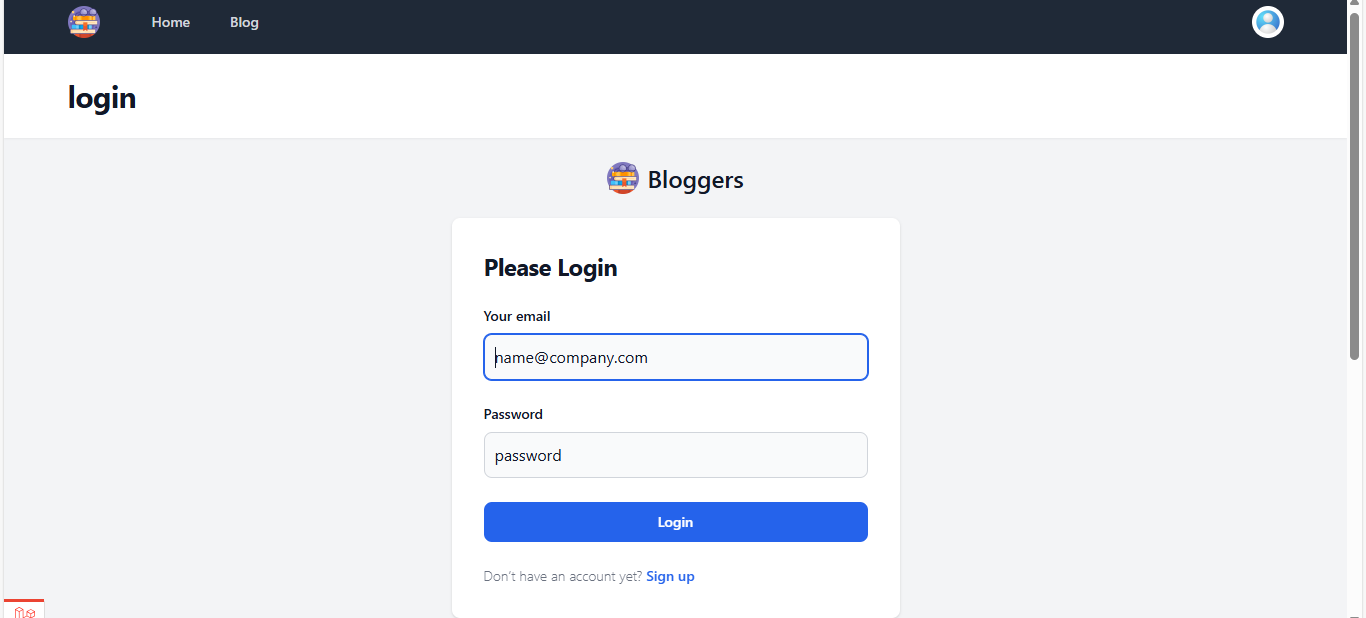 Home Blog
login
Bloggers
Please Login
Your email
name@company.com
Password
password
Login
Don't have an account yet? Sign up